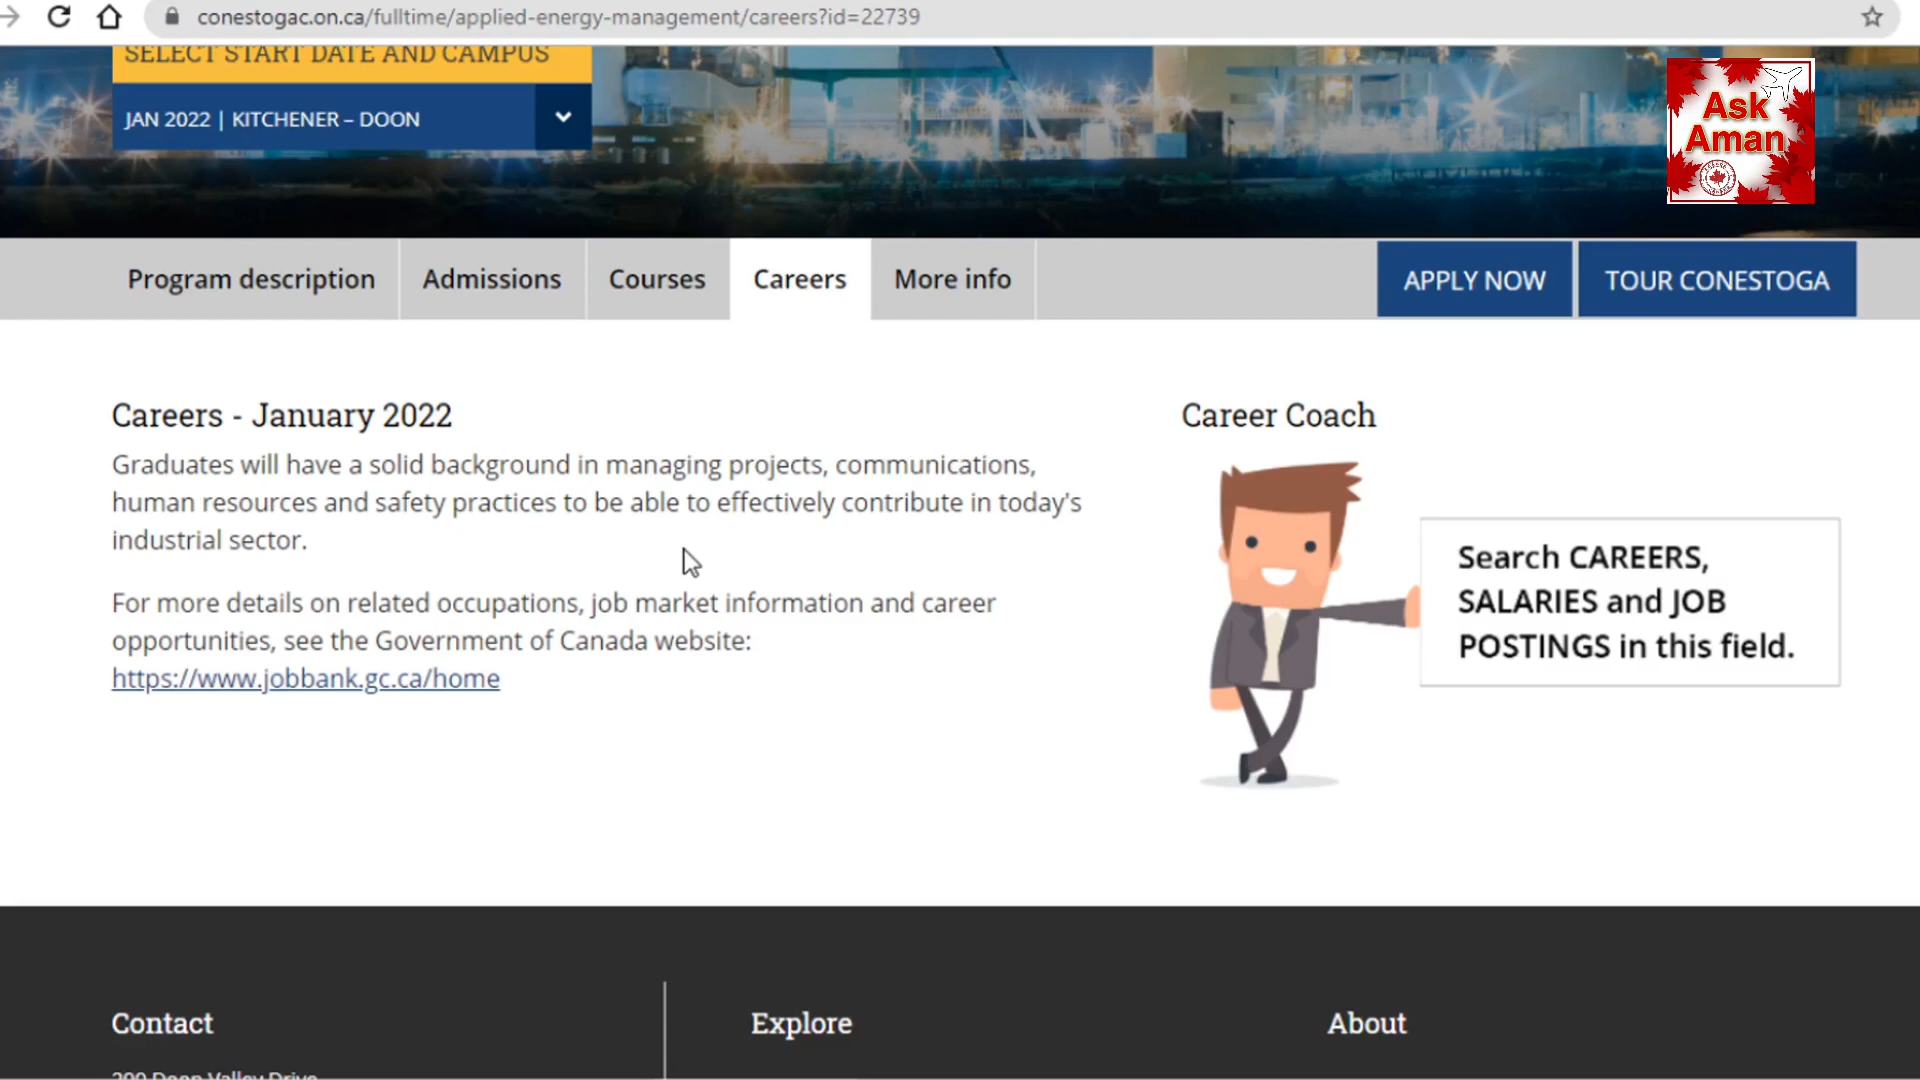 conestogac.on.ca/fulltime/applied-energy-management/careers?id=22739
SELECT START DATE AND CAMPUS
JAN 2022 | KITCHENER – DOON
Ask
Aman
Program description
Admissions
Courses
Careers
More info
APPLY NOW
TOUR CONESTOGA
Careers - January 2022
Graduates will have a solid background in managing projects, communications,
human resources and safety practices to be able to effectively contribute in today's
industrial sector.
For more details on related occupations, job market information and career
opportunities, see the Government of Canada website:
https://www.jobbank.gc.ca/home
Career Coach
Search CAREERS,
SALARIES and JOB
POSTINGS in this field.
Contact
Explore
About
299 Doon Valley Drive